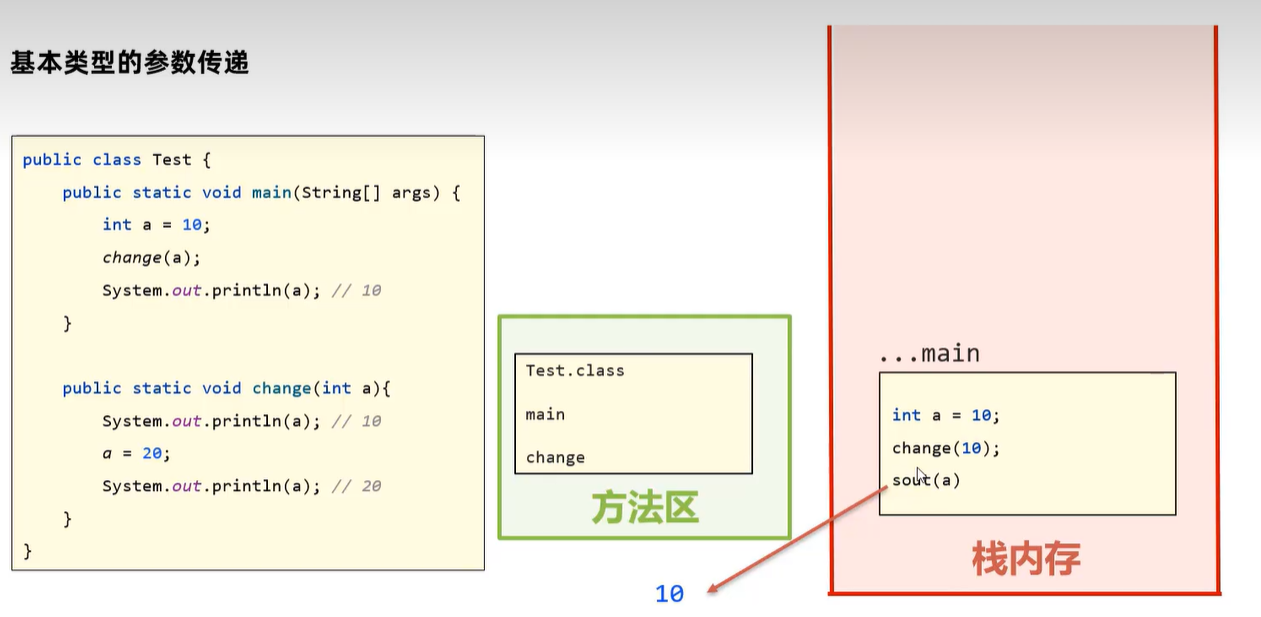 基本类型的参数传递
public class Test {
public static void main(String[] args) {
int a = 10;
change(a);
System.out.println(a); // 10
}
public static void change(int a){
System.out.println(a); // 10
a = 20;
System.out.println(a); // 20
}
}
Test.class
main
change
方法区
10
...main
int a = 10;
change(10);
sout(a)
栈内存